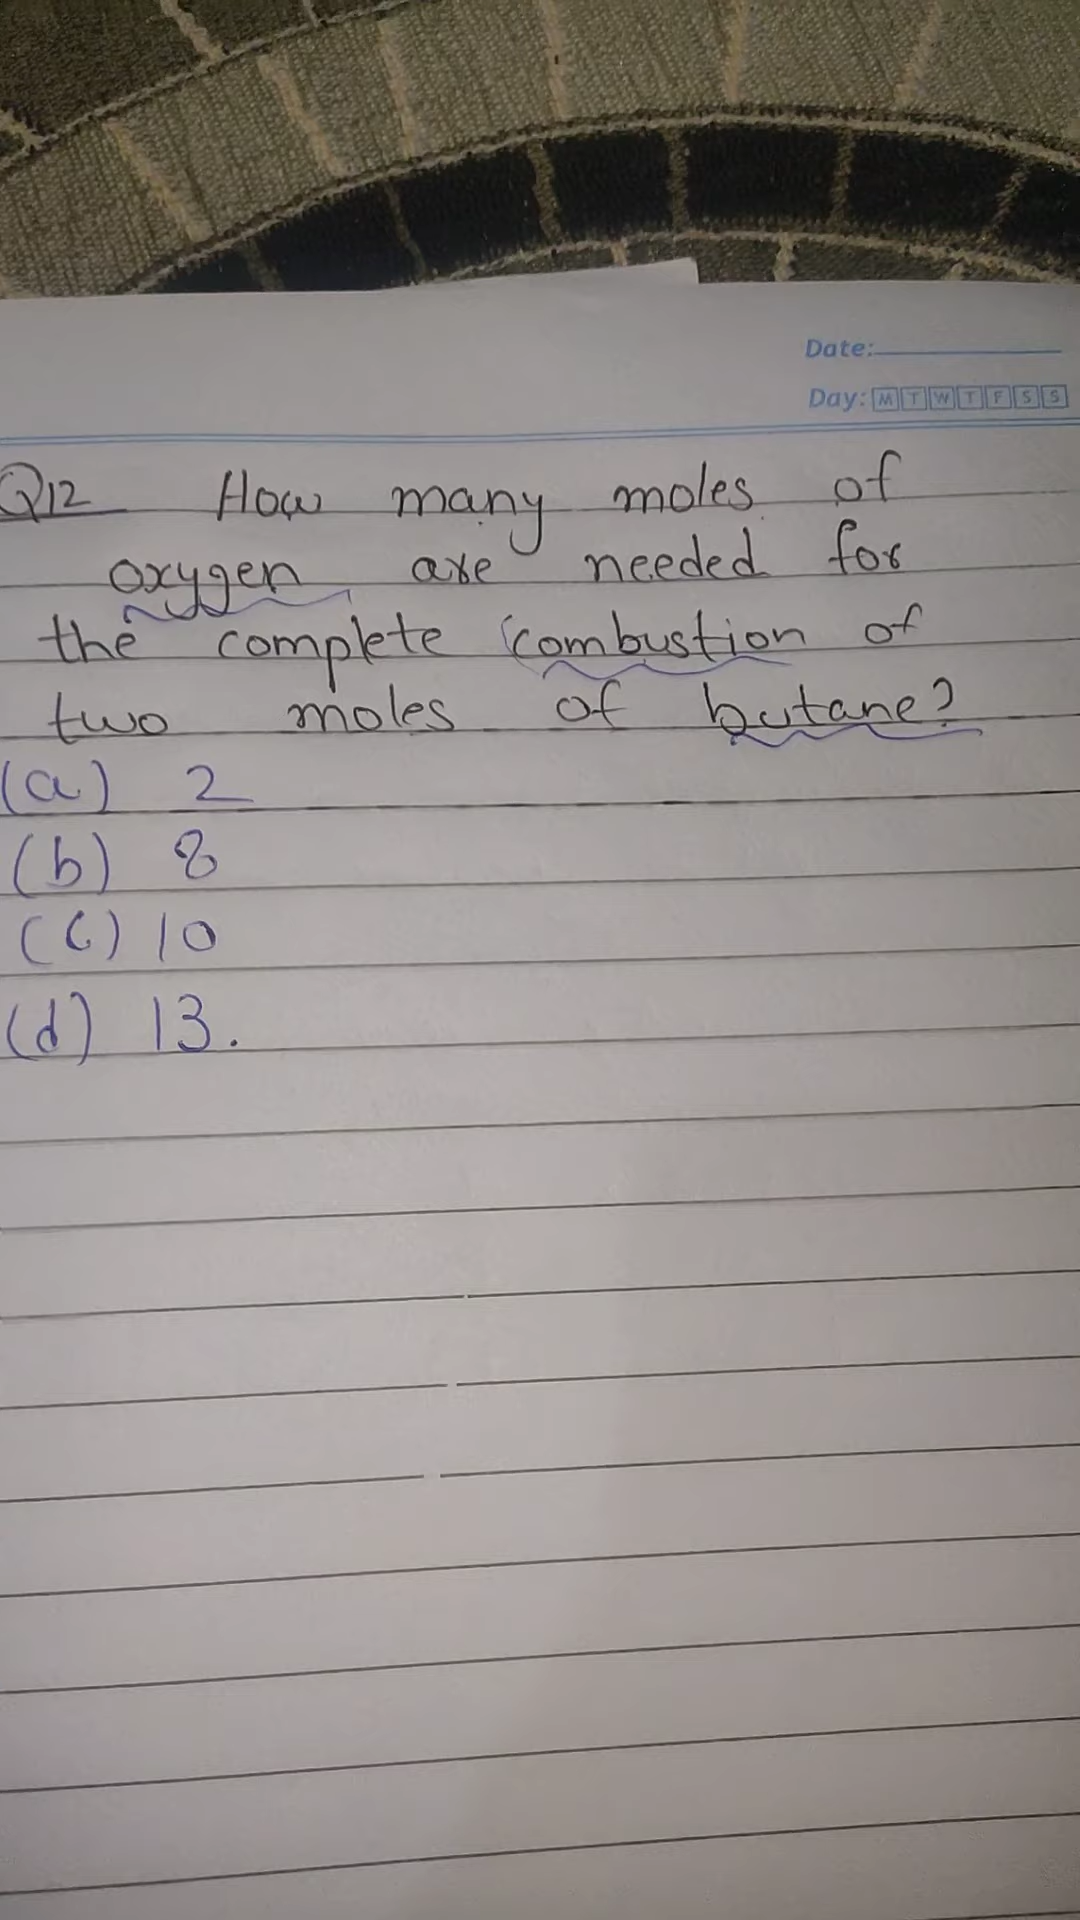 Date:
Day: M T W T F S S
Q12 How many moles of
oxygen are needed for
the complete combustion of
two moles of butane?
(a) 2
(b) 8
(c) 10
(d) 13.